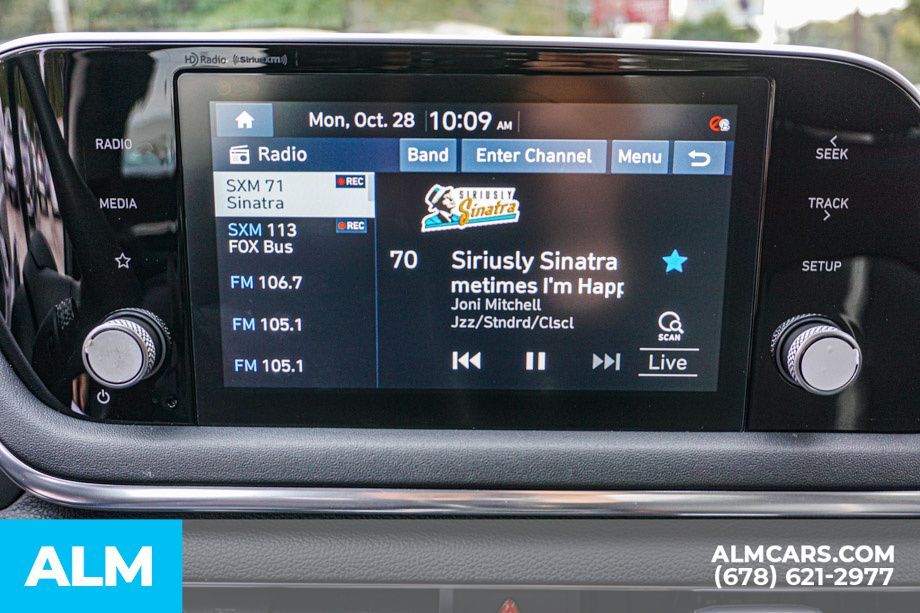 HD Radio ((SiriusXM))
Mon, Oct. 28 10:09 AM
RADIO
MEDIA
Radio
Band
Enter Channel
Menu
SXM 71 REC
Sinatra
SXM 113 REC
FOX Bus
FM 106.7
FM 105.1
FM 105.1
SIRIUSLY
Sinatra
70
Siriusly Sinatra
metimes I'm Happ
Joni Mitchell
Jzz/Stndrd/Clscl
SCAN
Live
SEEK
TRACK
SETUP
ALM
ALMCARS.COM
(678) 621-2977